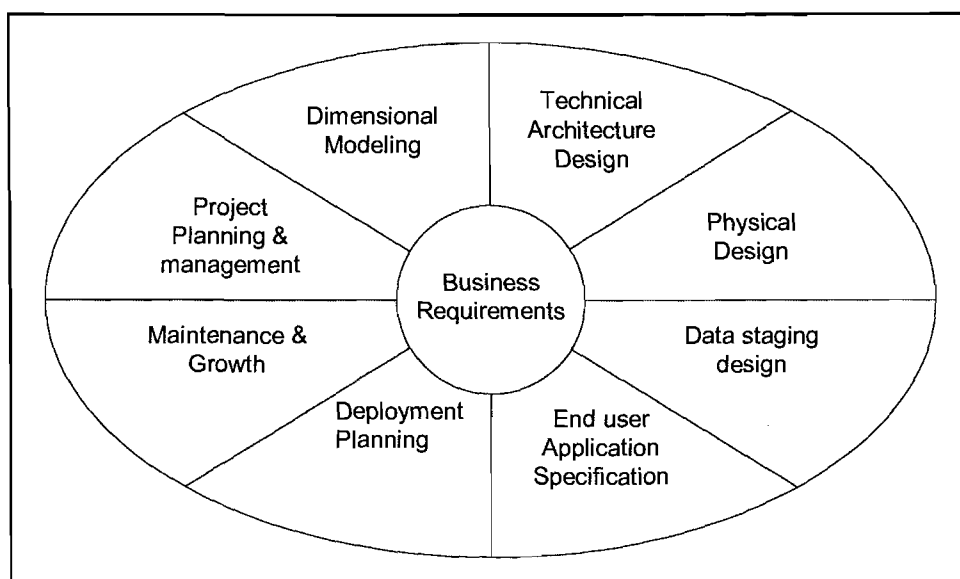 Dimensional
Modeling
Technical
Architecture
Design
Project
Planning &
management
Physical
Design
Business
Requirements
Maintenance &
Growth
Data staging
design
Deployment
Planning
End user
Application
Specification